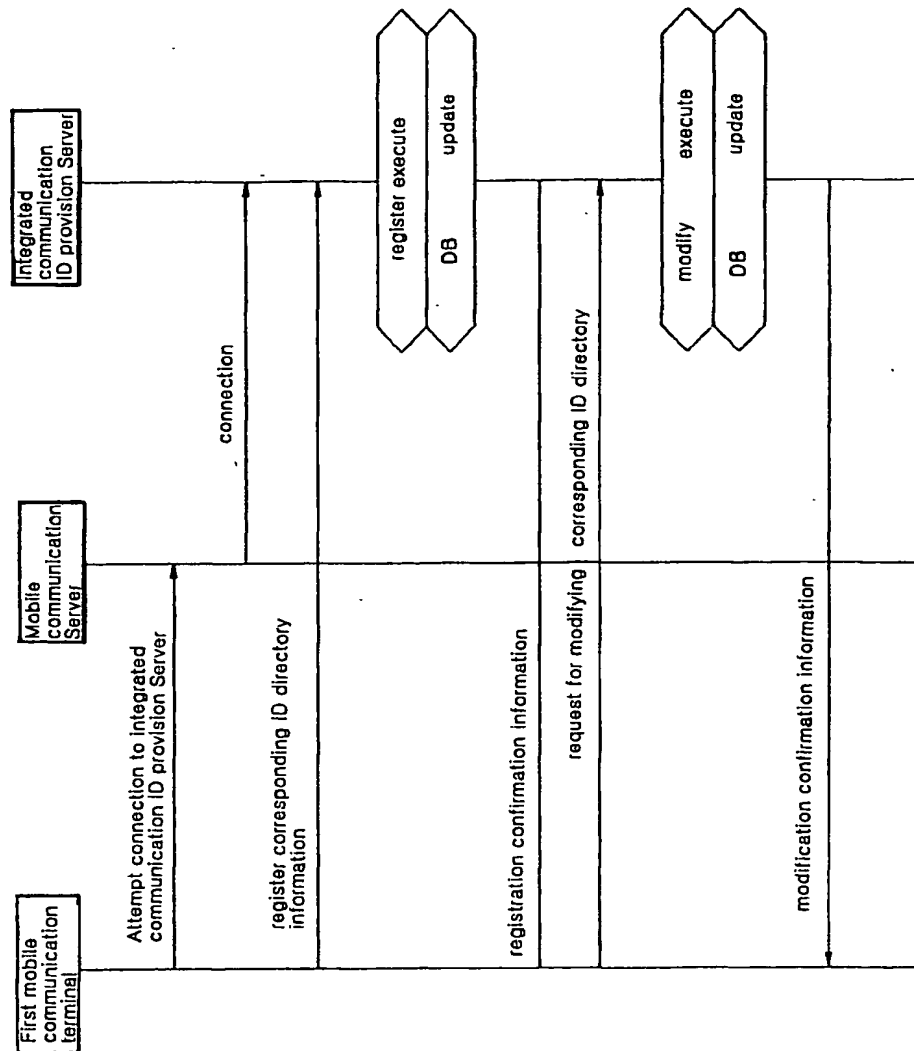 First mobile
communication
terminal
Mobile
communication
Server
Integrated
communication
ID provision Server
Attempt connection to integrated
communication ID provision Server
connection
register corresponding ID directory
information
register execute
DB update
registration confirmation information
request for modifying corresponding ID directory
modify execute
DB update
modification confirmation information